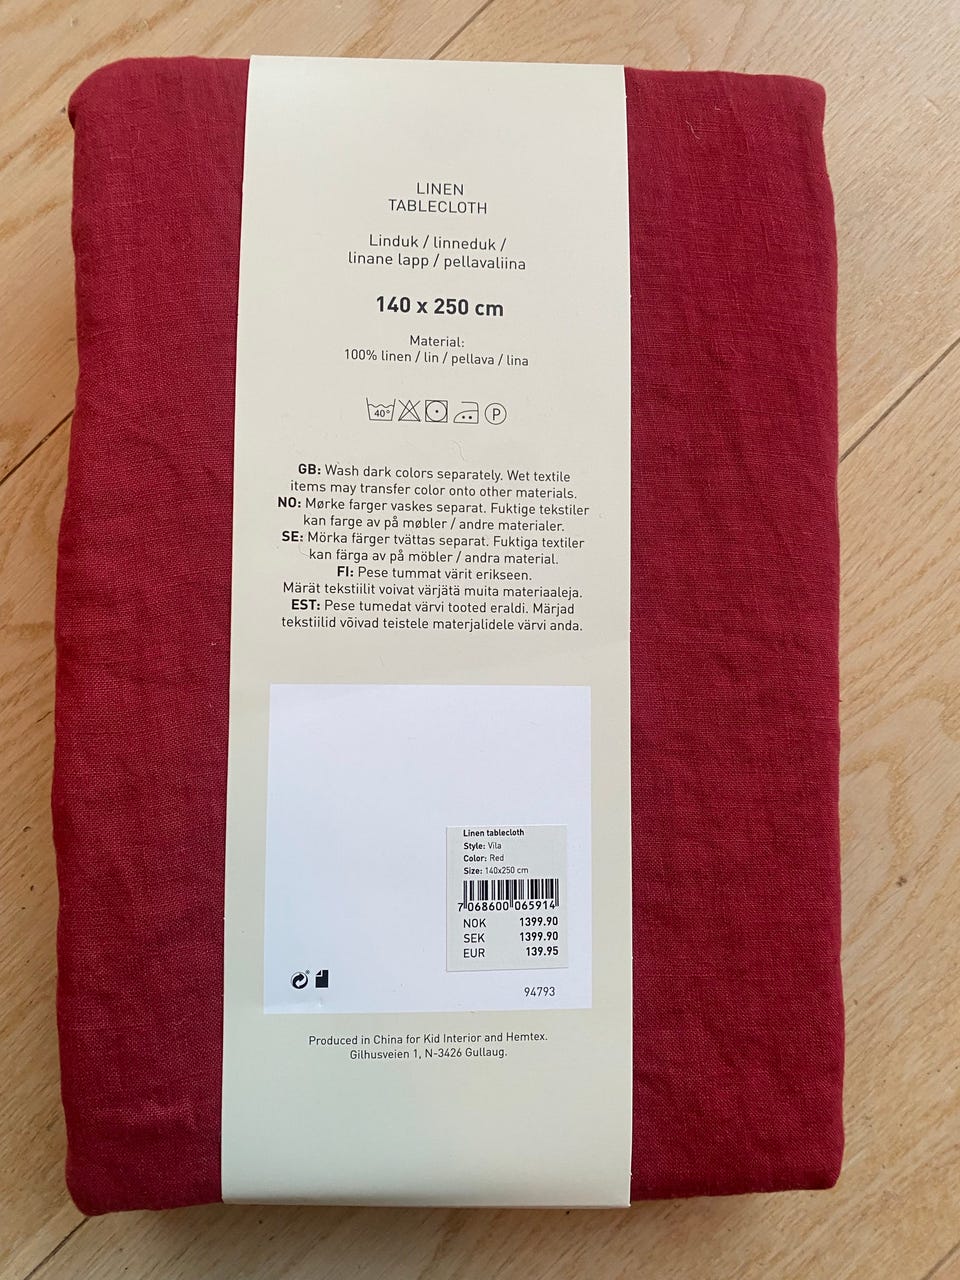 LINEN
TABLECLOTH
Linduk / linneduk /
linane lapp / pellavaliina
140 x 250 cm
Material:
100% linen / lin / pellava / lina
40°
P
GB: Wash dark colors separately. Wet textile
items may transfer color onto other materials.
NO: Mørke farger vaskes separat. Fuktige tekstiler
kan farge av på møbler / andre materialer.
SE: Mörka färger tvättas separat. Fuktiga textiler
kan färga av på möbler / andra material.
FI: Pese tummat värit erikseen.
Märät tekstiilit voivat värjätä muita materiaaleja.
EST: Pese tumedat värvi tooted eraldi. Märjad
tekstiilid võivad teistele materjalidele värvi anda.
Linen tablecloth
Style: Vila
Color: Red
Size: 140x250 cm
7 068600 065914
NOK 1399.90
SEK 1399.90
EUR 139.95
94793
Produced in China for Kid Interior and Hemtex.
Gilhusveien 1, N-3426 Gullaug.